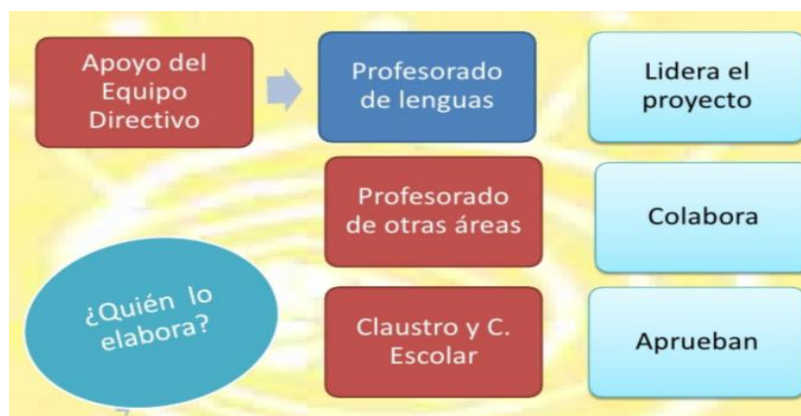 Apoyo del
Equipo
Directivo
Profesorado
de lenguas
Lidera el
proyecto
Profesorado
de otras áreas
Colabora
¿Quién lo
elabora?
Claustro y C.
Escolar
Aprueban